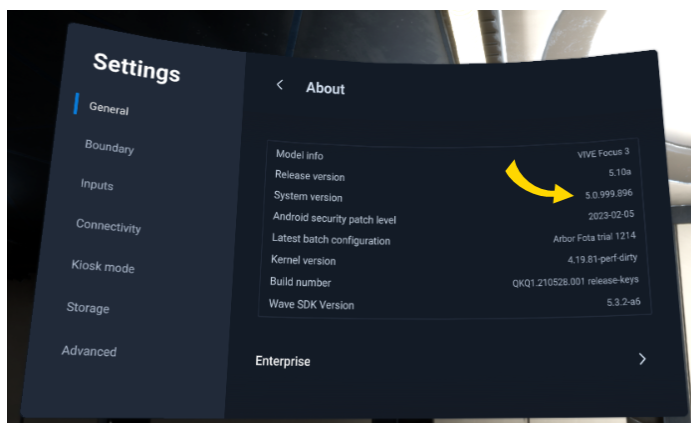 Settings
General
Boundary
Inputs
Connectivity
Kiosk mode
Storage
Advanced
< About
Model info VIVE Focus 3
Release version 5.10a
System version 5.0.999.896
Android security patch level 2023-02-05
Latest batch configuration Arbor Fota trial 1214
Kernel version 4.19.81-perf-dirty
Build number QKQ1.210528.001 release-keys
Wave SDK Version 5.3.2-a6
Enterprise >